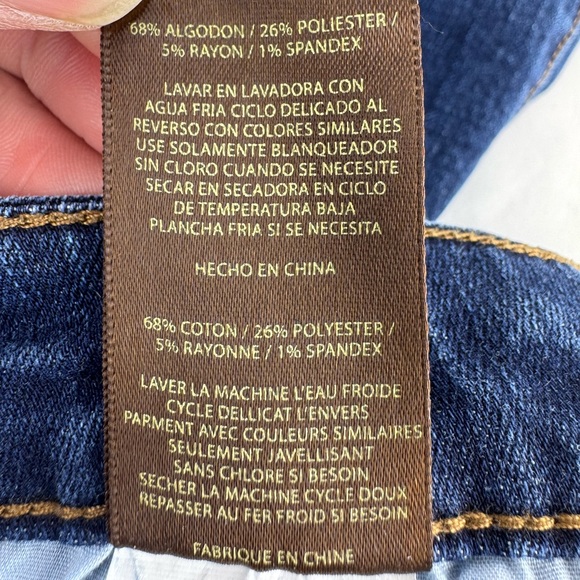 68% ALGODON / 26% POLIESTER /
5% RAYON / 1% SPANDEX
LAVAR EN LAVADORA CON
AGUA FRIA CICLO DELICADO AL
REVERSO CON COLORES SIMILARES
USE SOLAMENTE BLANQUEADOR
SIN CLORO CUANDO SE NECESITE
SECAR EN SECADORA EN CICLO
DE TEMPERATURA BAJA
PLANCHA FRIA SI SE NECESITA
HECHO EN CHINA
68% COTON / 26% POLYESTER /
5% RAYONNE / 1% SPANDEX
LAVER LA MACHINE L'EAU FROIDE
CYCLE DELLICAT L'ENVERS
PARMENT AVEC COULEURS SIMILAIRES
SEULEMENT JAVELLISANT
SANS CHLORE SI BESOIN
SECHER LA MACHINE CYCLE DOUX
REPASSER AU FER FROID SI BESOIN
FABRIQUE EN CHINE